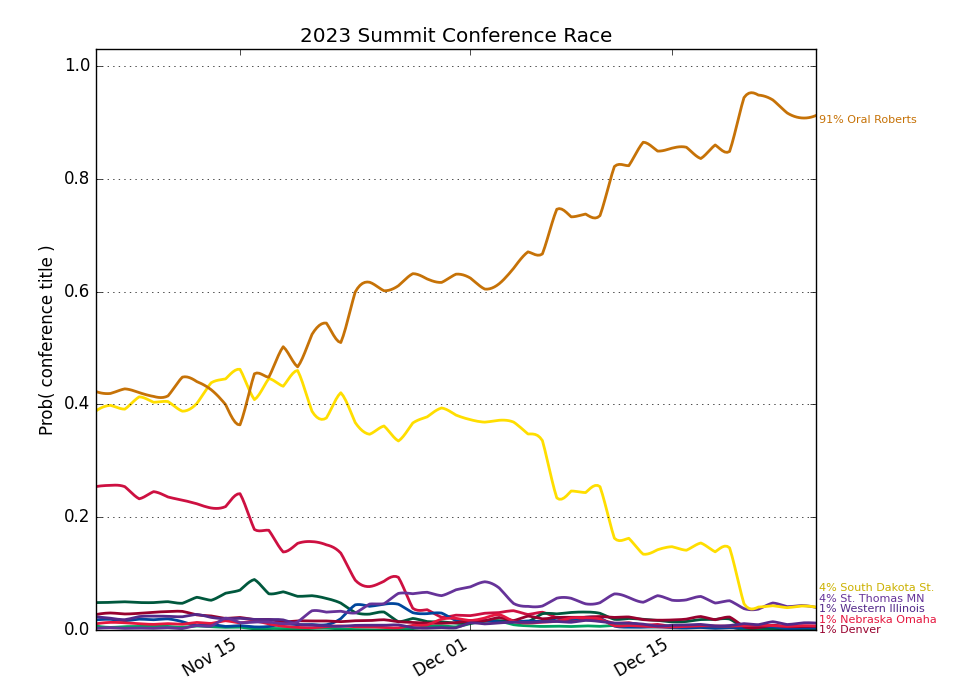 2023 Summit Conference Race
Prob( conference title )
1.0
0.8
0.6
0.4
0.2
0.0
Nov 15
Dec 01
Dec 15
91% Oral Roberts
4% South Dakota St.
4% St. Thomas MN
1% Western Illinois
1% Nebraska Omaha
1% Denver